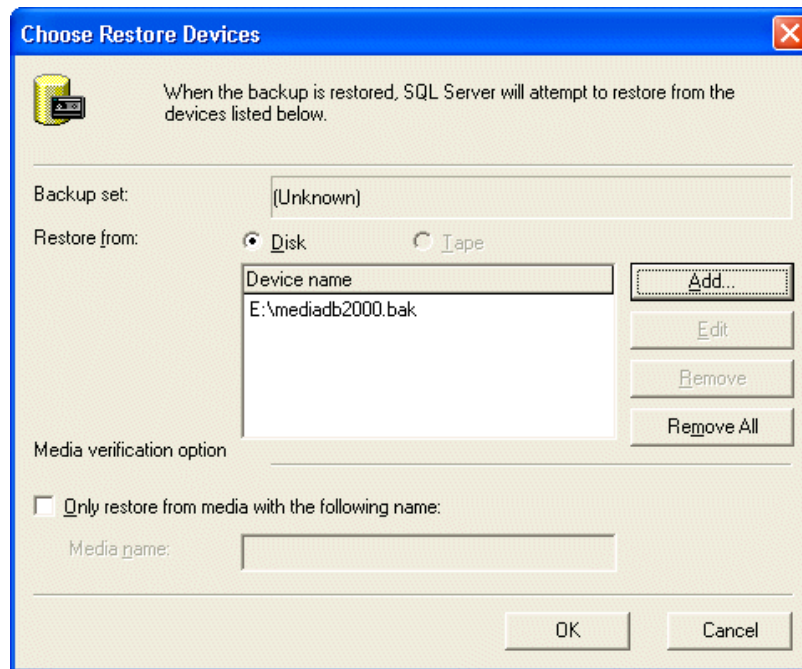 Choose Restore Devices
When the backup is restored, SQL Server will attempt to restore from the
devices listed below.
Backup set:
(Unknown)
Restore from:
Disk
Tape
Device name
E:\mediadb2000.bak
Add...
Edit
Remove
Remove All
Media verification option
Only restore from media with the following name:
Media name:
OK
Cancel